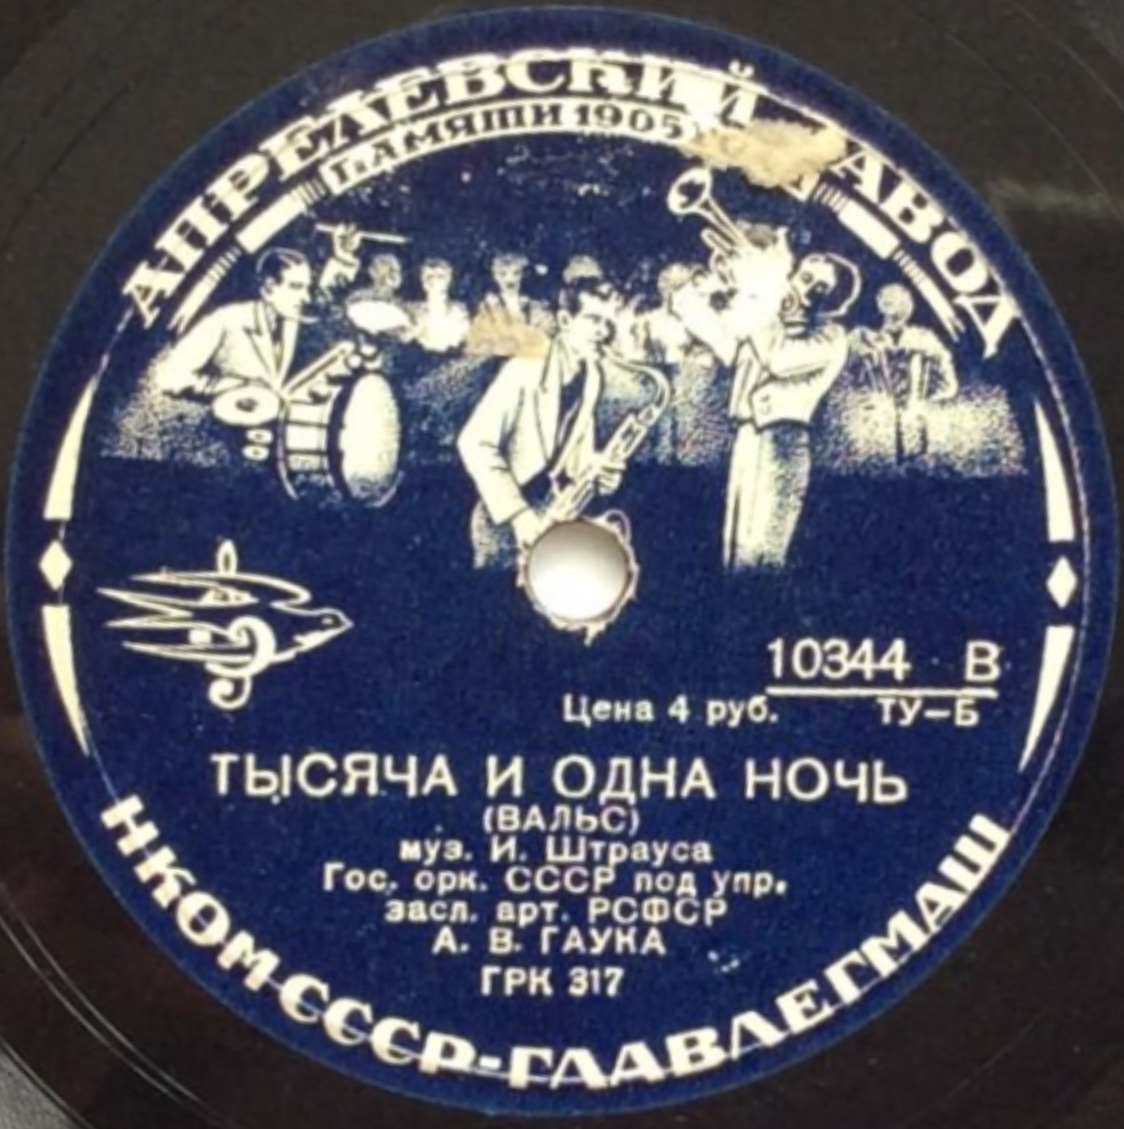 АПРЕЛЕВСКИЙ ЗАВОД
ПАМЯТИ 1905
10344 В
Цена 4 руб. ТУ-Б
ТЫСЯЧА И ОДНА НОЧЬ
(ВАЛЬС)
муз. И. Штрауса
Гос. орк. СССР под упр.
засл. арт. РСФСР
А. В. ГАУКА
ГРК 317
НКОМ-СССР-ГЛАВЛЕГМАШ